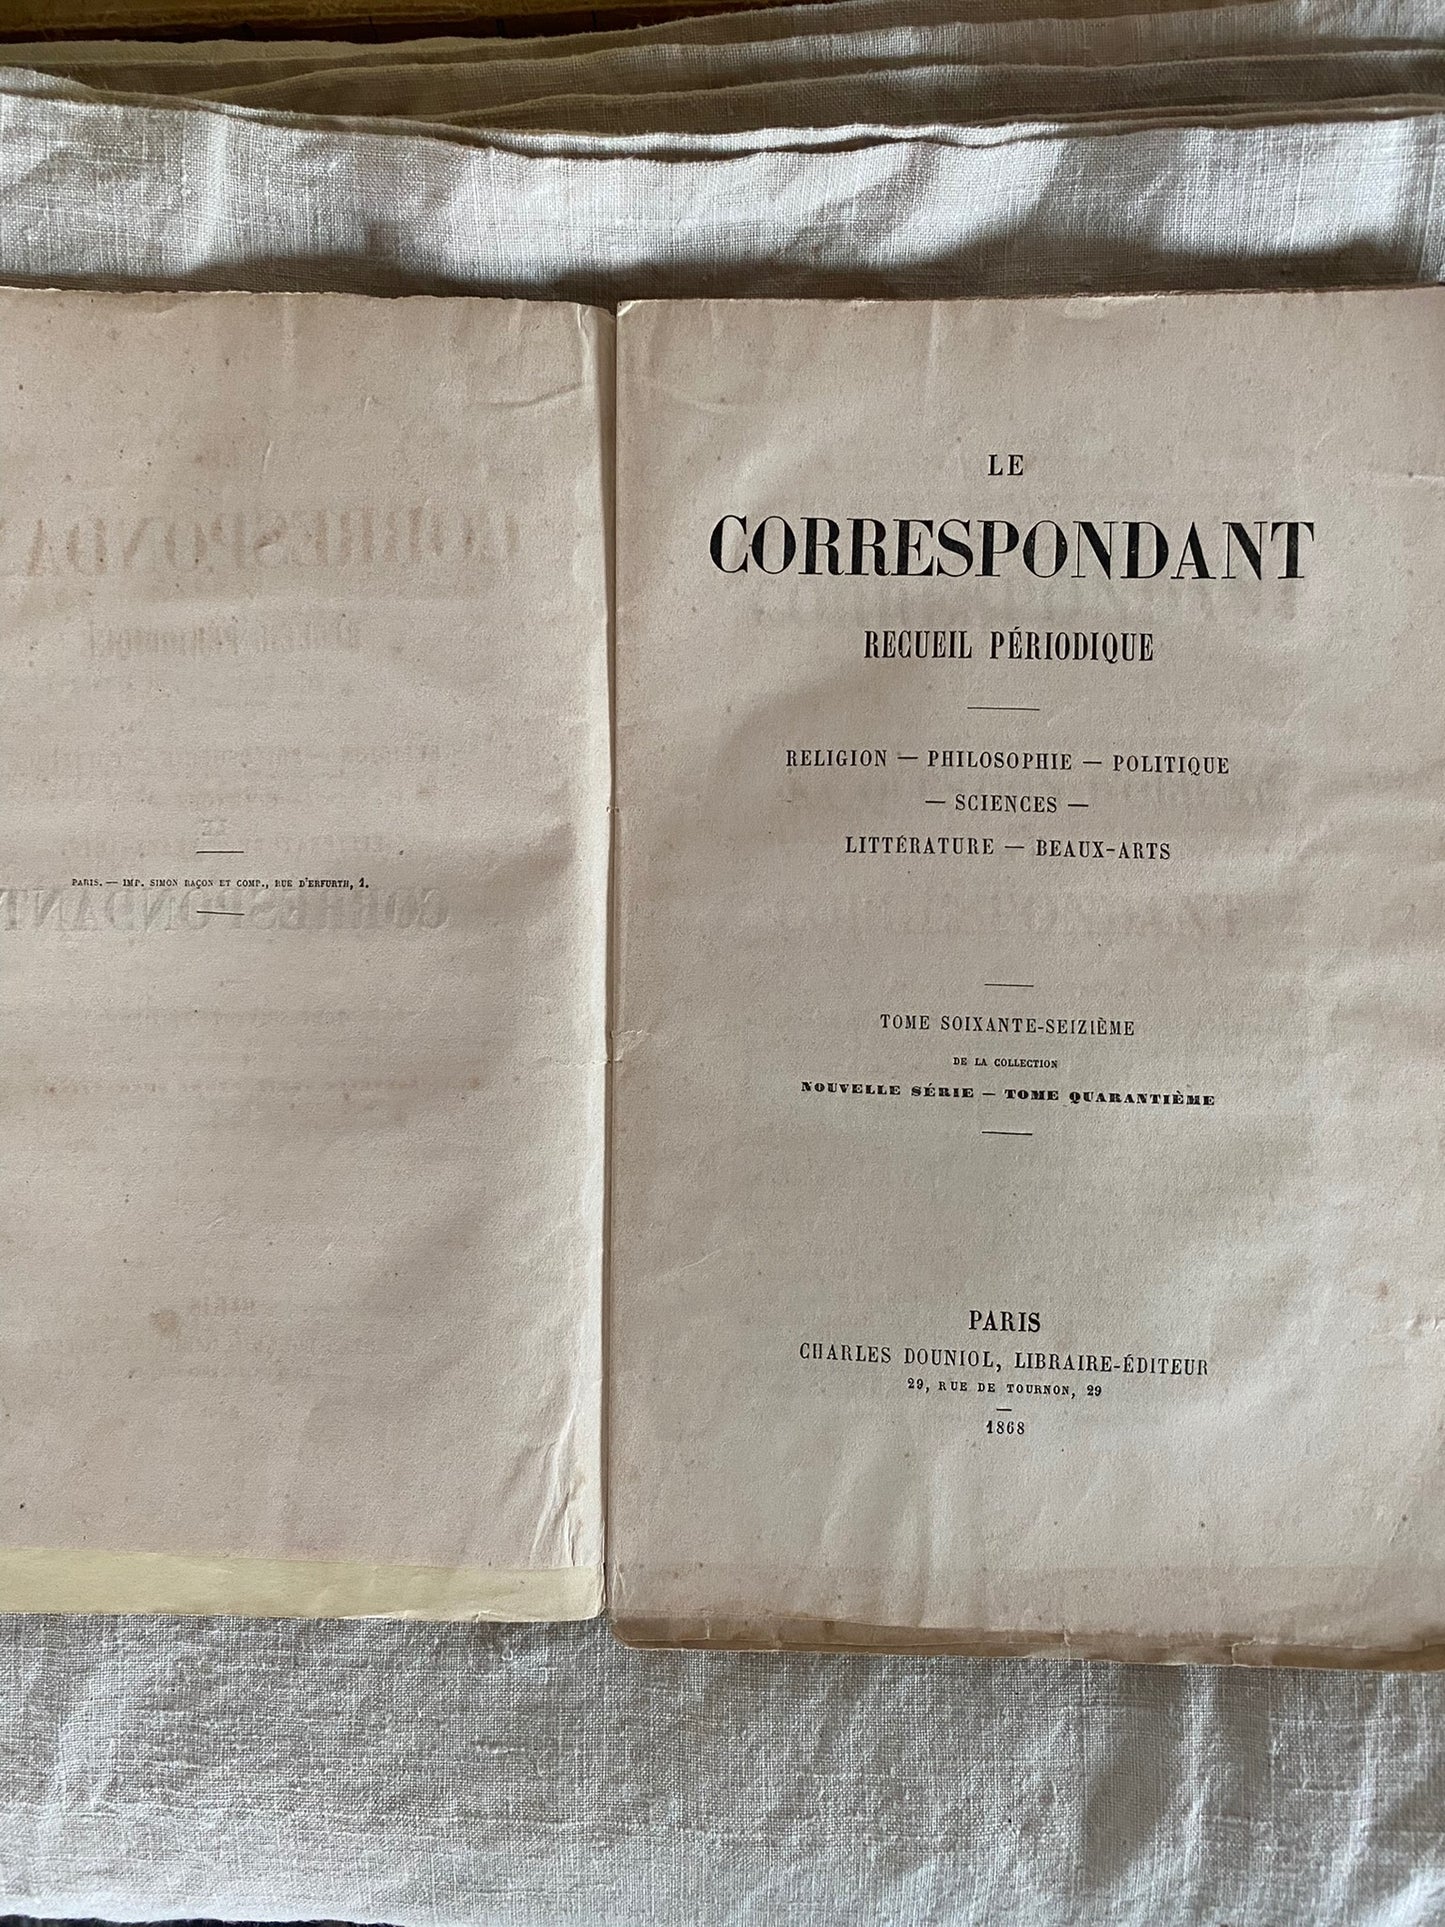 PARIS. — IMP. SIMON RAÇON ET COMP., RUE D'ERFURTH, 1.
LE
CORRESPONDANT
RECUEIL PÉRIODIQUE
RELIGION — PHILOSOPHIE — POLITIQUE
— SCIENCES —
LITTÉRATURE — BEAUX-ARTS
TOME SOIXANTE-SEIZIÈME
DE LA COLLECTION
NOUVELLE SÉRIE — TOME QUARANTIÈME
PARIS
CHARLES DOUNIOL, LIBRAIRE-ÉDITEUR
29, RUE DE TOURNON, 29
1868